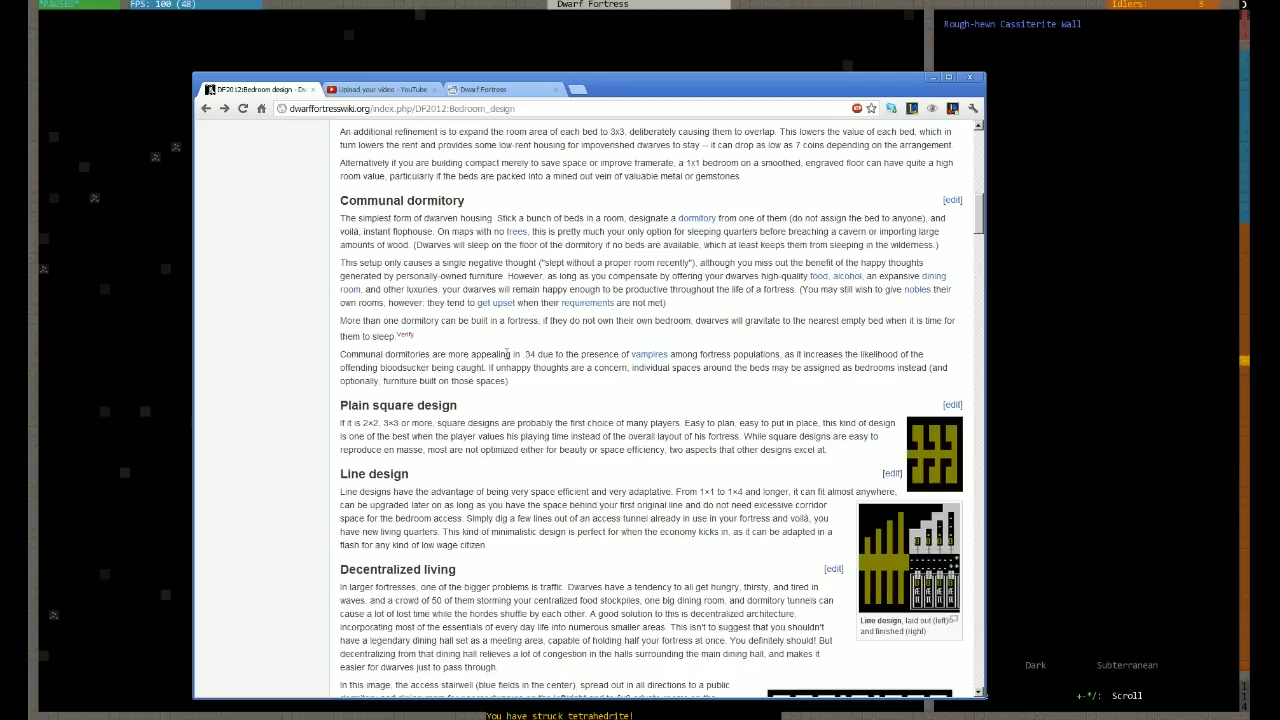 *PAUSED*
FPS: 100 (48)
Dwarf Fortress
Idlers: 3
Rough-hewn Cassiterite Wall
DF2012:Bedroom design - Dw
Upload your video - YouTube
Dwarf Fortress
dwarffortresswiki.org/index.php/DF2012:Bedroom_design
An additional refinement is to expand the room area of each bed to 3x3, deliberately causing them to overlap. This lowers the value of each bed, which in
turn lowers the rent and provides some low-rent housing for impoverished dwarves to stay -- it can drop as low as 7 coins depending on the arrangement.
Alternatively if you are building compact merely to save space or improve framerate, a 1x1 bedroom on a smoothed, engraved floor can have quite a high
room value, particularly if the beds are packed into a mined out vein of valuable metal or gemstones.
Communal dormitory
[edit]
The simplest form of dwarven housing. Stick a bunch of beds in a room, designate a dormitory from one of them (do not assign the bed to anyone), and
voilà, instant flophouse. On maps with no trees, this is pretty much your only option for sleeping quarters before breaching a cavern or importing large
amounts of wood. (Dwarves will sleep on the floor of the dormitory if no beds are available, which at least keeps them from sleeping in the wilderness.)
This setup only causes a single negative thought ("slept without a proper room recently"), although you miss out the benefit of the happy thoughts
generated by personally-owned furniture. However, as long as you compensate by offering your dwarves high-quality food, alcohol, an expansive dining
room, and other luxuries, your dwarves will remain happy enough to be productive throughout the life of a fortress. (You may still wish to give nobles their
own rooms, however; they tend to get upset when their requirements are not met)
More than one dormitory can be built in a fortress, if they do not own their own bedroom, dwarves will gravitate to the nearest empty bed when it is time for
them to sleep.Verify
Communal dormitories are more appealing in .34 due to the presence of vampires among fortress populations, as it increases the likelihood of the
offending bloodsucker being caught. If unhappy thoughts are a concern, individual spaces around the beds may be assigned as bedrooms instead (and
optionally, furniture built on those spaces).
Plain square design
[edit]
If it is 2×2, 3×3 or more, square designs are probably the first choice of many players. Easy to plan, easy to put in place, this kind of design
is one of the best when the player values his playing time instead of the overall layout of his fortress. While square designs are easy to
reproduce en masse, most are not optimized either for beauty or space efficiency, two aspects that other designs excel at.
Line design
[edit]
Line designs have the advantage of being very space efficient and very adaptative. From 1×1 to 1×4 and longer, it can fit almost anywhere,
can be upgraded later on as long as you have the space behind your first original line and do not need excessive corridor
space for the bedroom access. Simply dig a few lines out of an access tunnel already in use in your fortress and voilà, you
have new living quarters. This kind of minimalistic design is perfect for when the economy kicks in, as it can be adapted in a
flash for any kind of low wage citizen.
Line design, laid out (left)
and finished (right)
Decentralized living
[edit]
In larger fortresses, one of the bigger problems is traffic. Dwarves have a tendency to all get hungry, thirsty, and tired in
waves, and a crowd of 50 of them storming your centralized food stockpiles, one big dining room, and dormitory tunnels can
cause a lot of lost time while the hordes shuffle by each other. A good solution to this is decentralized architecture,
incorporating most of the essentials of every day life into numerous smaller areas. This isn't to suggest that you shouldn't
have a legendary dining hall set as a meeting area, capable of holding half your fortress at once. You definitely should! But
decentralizing from that dining hall relieves a lot of congestion in the halls surrounding the main dining hall, and makes it
easier for dwarves just to pass through.
In this image, the access stairwell (blue fields in the center), spread out in all directions to a public
Dark
Subterranean
+-*/: Scroll
You have struck tetrahedrite!